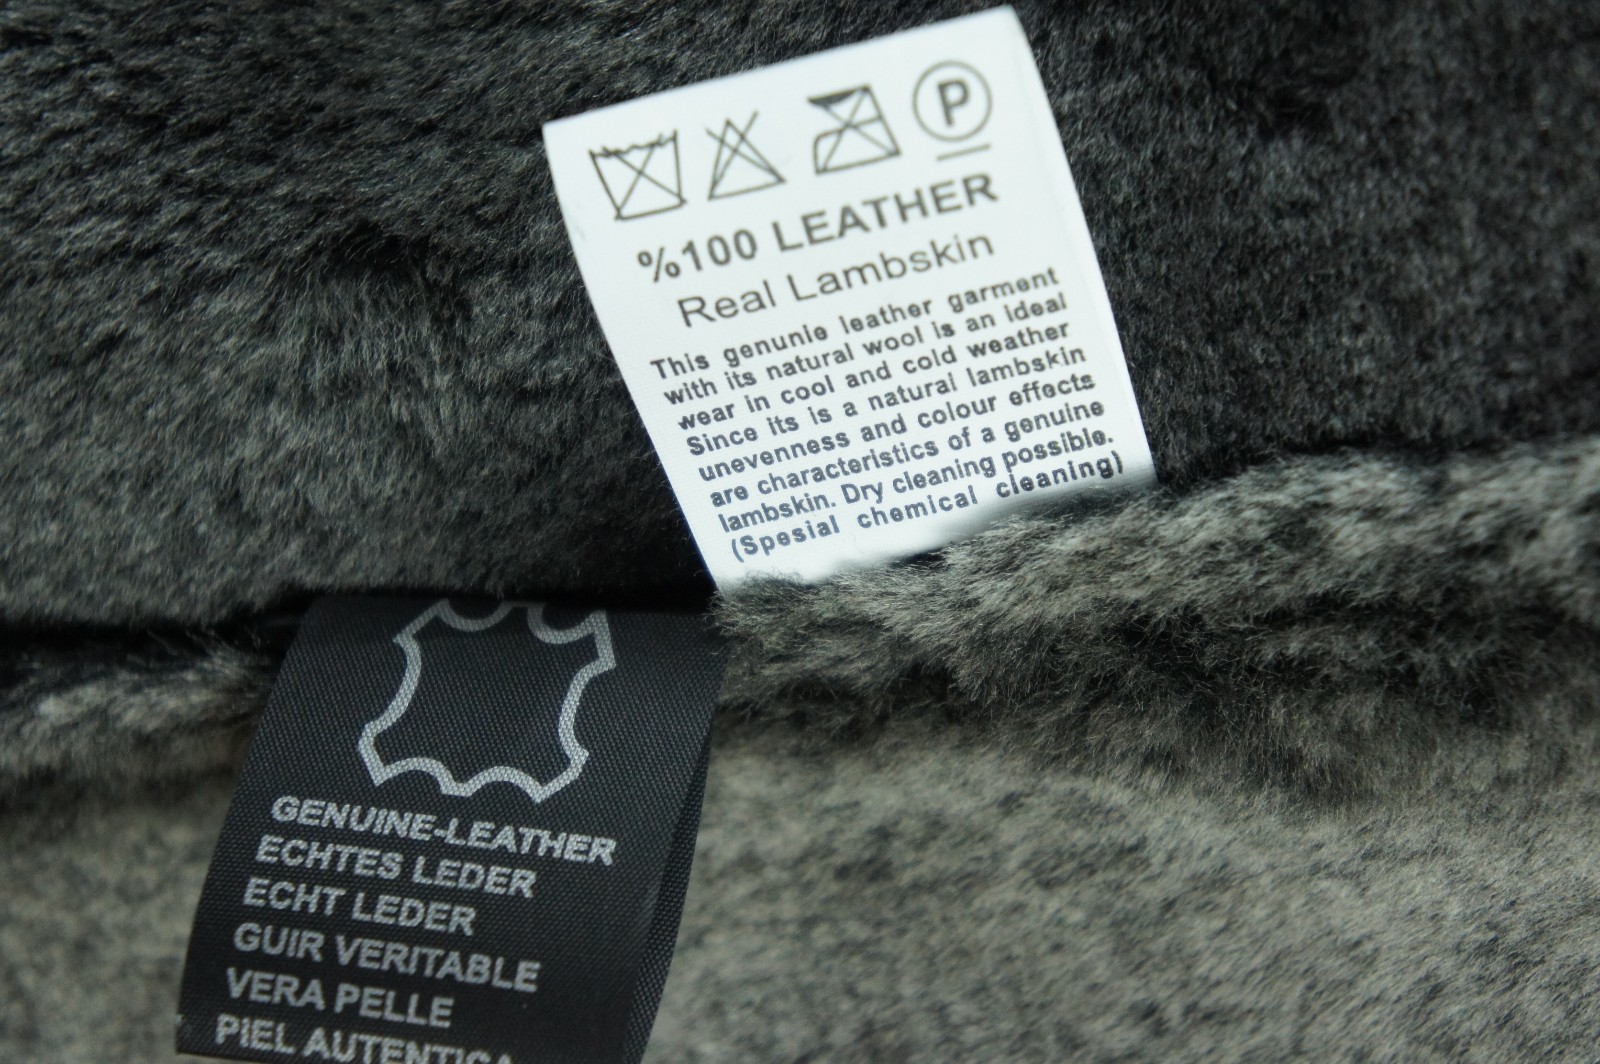 P
%100 LEATHER
Real Lambskin
This genunie leather garment
with its natural wool is an ideal
wear in cool and cold weather
Since its is a natural lambskin
unevenness and colour effects
are characteristics of a genuine
lambskin. Dry cleaning possible.
(Spesial chemical cleaning)
GENUINE-LEATHER
ECHTES LEDER
ECHT LEDER
GUIR VERITABLE
VERA PELLE
PIEL AUTENTICA